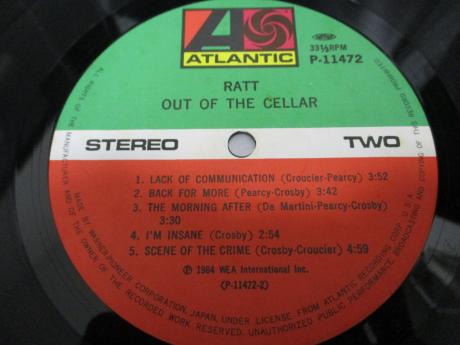 ATLANTIC
33⅓RPM
P-11472
RATT
OUT OF THE CELLAR
STEREO
TWO
1. LACK OF COMMUNICATION (Croucier-Pearcy) 3:52
2. BACK FOR MORE (Pearcy-Crosby) 3:42
3. THE MORNING AFTER (De Martini-Pearcy-Crosby)
3:30
4. I'M INSANE (Crosby) 2:54
5. SCENE OF THE CRIME (Crosby-Croucier) 4:59
Ⓟ 1984 WEA International Inc.
(P-11472-2)
ALL RIGHTS OF THE MANUFACTURER AND OF THE OWNER OF THE RECORDED WORK RESERVED. UNAUTHORIZED PUBLIC PERFORMANCE, BROADCASTING AND COPYING OF THIS RECORD PROHIBITED
MADE BY WARNER-PIONEER CORPORATION, JAPAN, UNDER LICENSE FROM ATLANTIC RECORDING CORP. U.S.A.